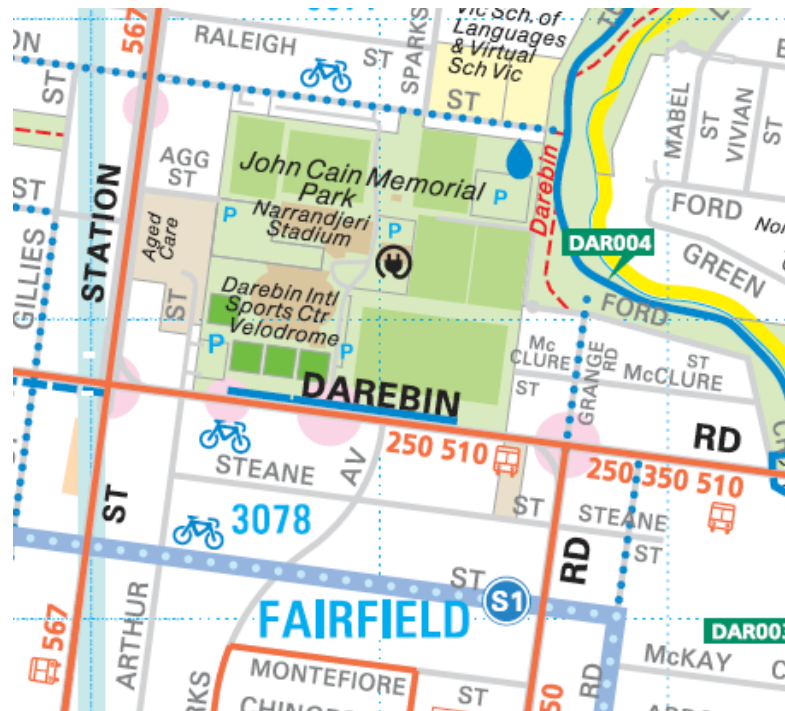 567
RALEIGH
ST
SPARKS
Vic Sch. of
Languages
& Virtual
Sch Vic
ST
ST
MABEL
ST
VIVIAN
ST
AGG
ST
John Cain Memorial
Park
P
P
P
Narrandjeri
Stadium
Darebin
ST
FORD
DAR004
GREEN
GILLIES
STATION
Aged
Care
ST
Darebin Intl
Sports Ctr
Velodrome
P
P
FORD
Mc
CLURE
ST
GRANGE
RD
ST
McCLURE
DAREBIN
RD
250 510
250 350 510
STEANE
AV
ST
STEANE
ST
3078
ST
RD
ST
S1
FAIRFIELD
ARTHUR
567
DAR003
McKAY
MONTEFIORE
ST
RD